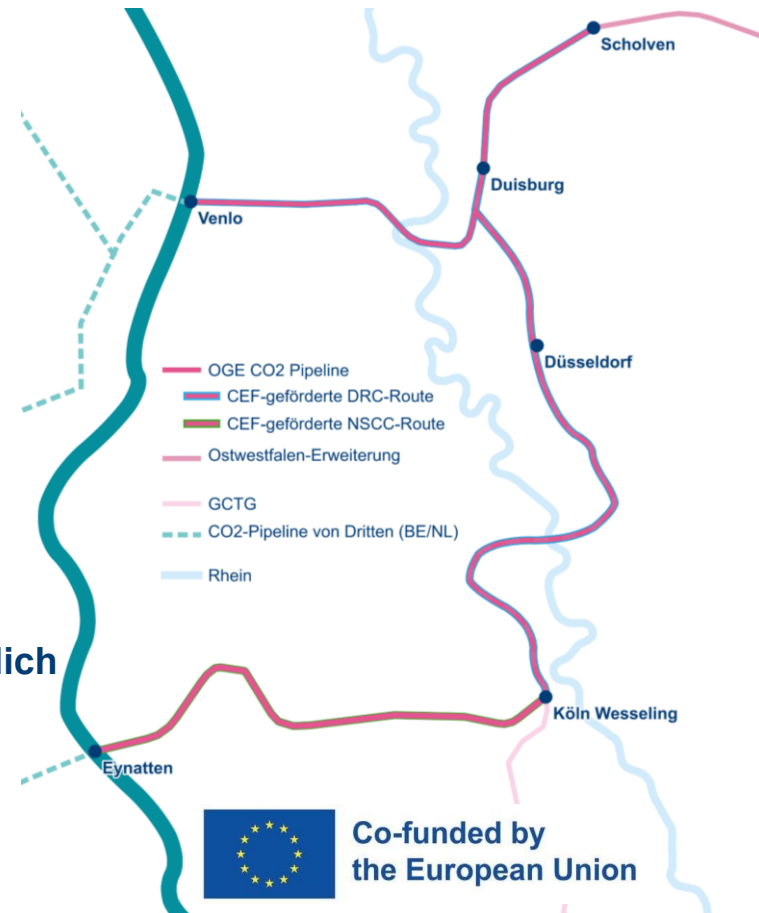 Scholven
Duisburg
Venlo
Düsseldorf
OGE CO2 Pipeline
CEF-geförderte DRC-Route
CEF-geförderte NSCC-Route
Ostwestfalen-Erweiterung
GCTG
CO2-Pipeline von Dritten (BE/NL)
Rhein
lich
Köln Wesseling
Eynatten
Co-funded by
the European Union